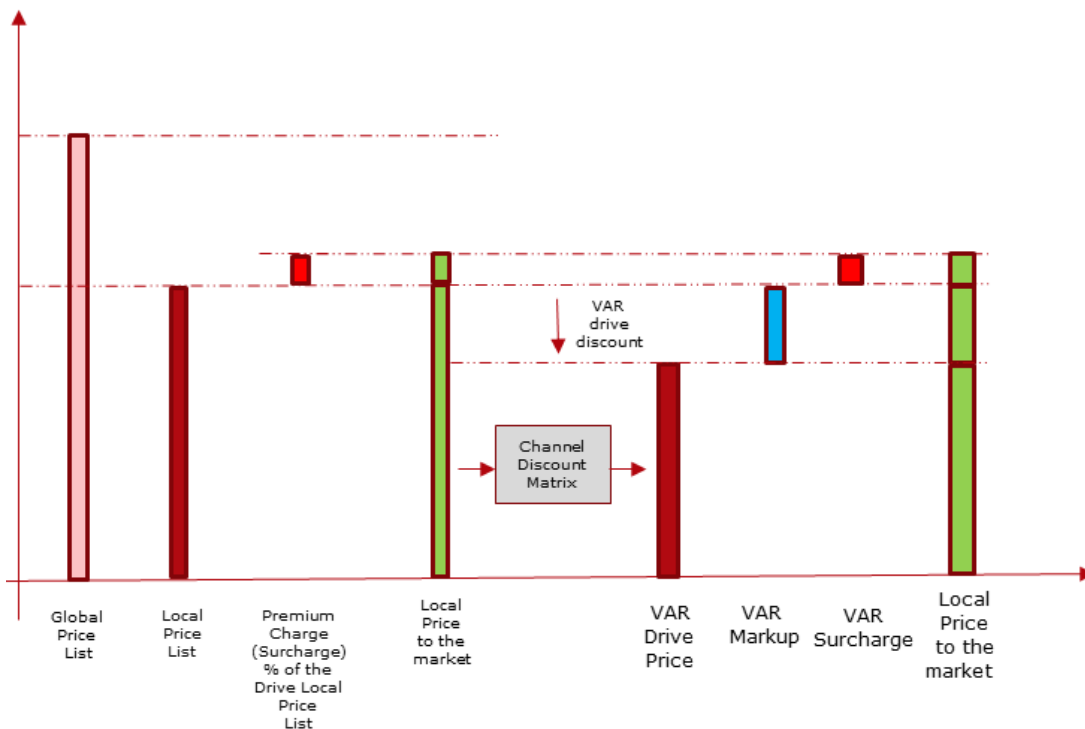 VAR
drive
discount
Channel
Discount
Matrix
Global
Price
List
Local
Price
List
Premium
Charge
(Surcharge)
% of the
Drive Local
Price
List
Local
Price
to the
market
VAR
Drive
Price
VAR
Markup
VAR
Surcharge
Local
Price
to the
market